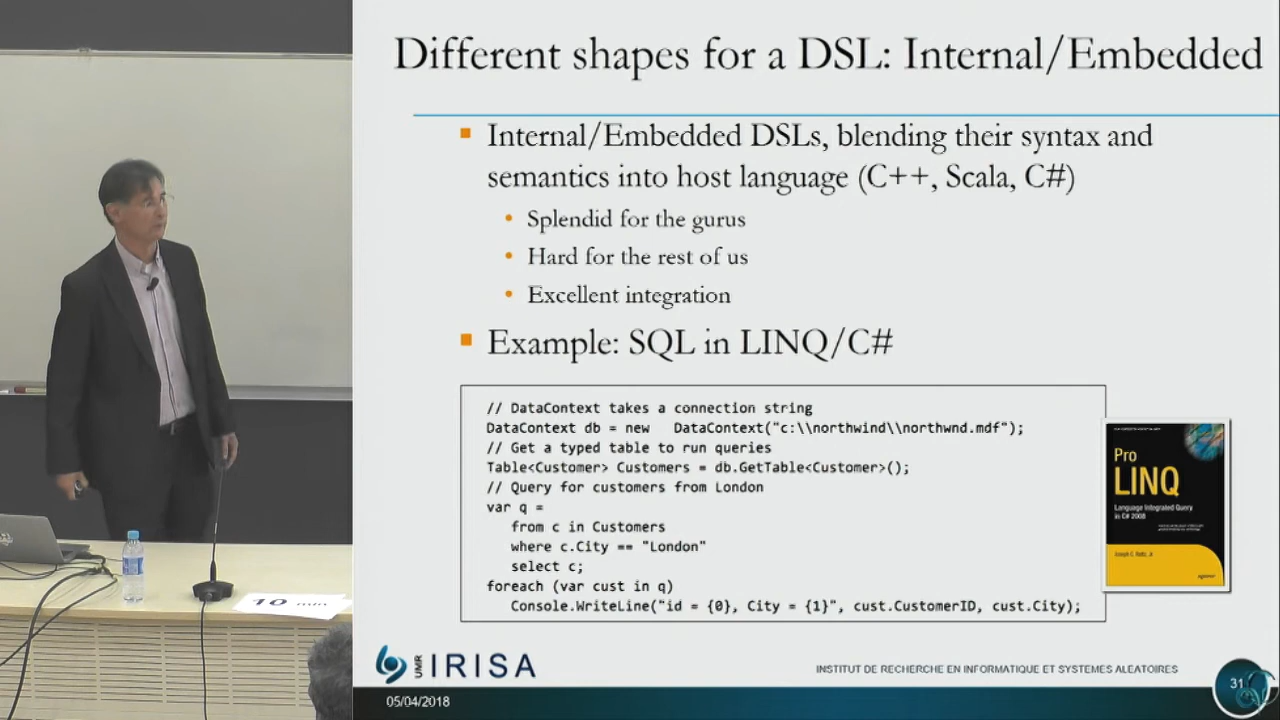 Different shapes for a DSL: Internal/Embedded
Internal/Embedded DSLs, blending their syntax and
semantics into host language (C++, Scala, C#)
Splendid for the gurus
Hard for the rest of us
Excellent integration
Example: SQL in LINQ/C#
// DataContext takes a connection string
DataContext db = new   DataContext("c:\\northwind\\northwnd.mdf");
// Get a typed table to run queries
Table<Customer> Customers = db.GetTable<Customer>();
// Query for customers from London
var q =
from c in Customers
where c.City == "London"
select c;
foreach (var cust in q)
Console.WriteLine("id = {0}, City = {1}", cust.CustomerID, cust.City);
Pro
LINQ
Language Integrated Query
in C# 2008
10 min
UMR IRISA
INSTITUT DE RECHERCHE EN INFORMATIQUE ET SYSTEMES ALEATOIRES
05/04/2018
31